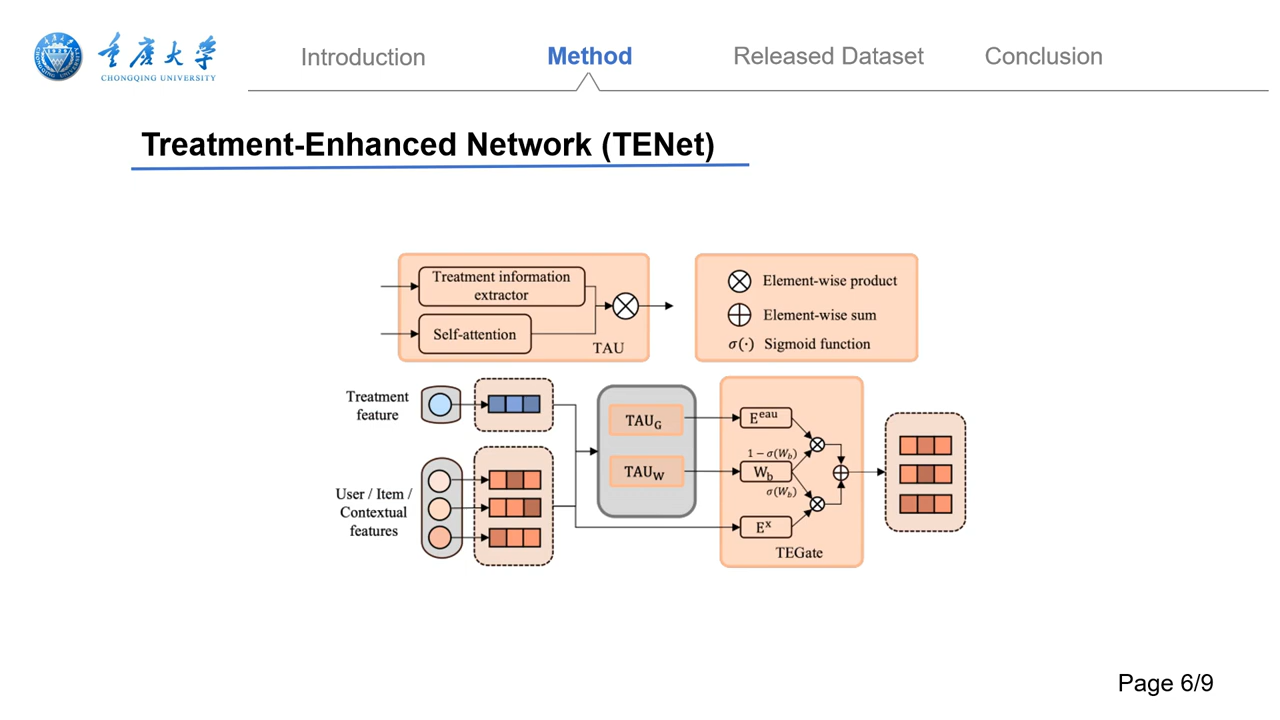 重庆大学
CHONGQING UNIVERSITY
Introduction
Method
Released Dataset
Conclusion
Treatment-Enhanced Network (TENet)
Treatment information
extractor
Self-attention
TAU
Element-wise product
Element-wise sum
σ(·) Sigmoid function
Treatment
feature
User / Item /
Contextual
features
TAU_G
TAU_W
E^eau
1 − σ(W_b)
W_b
σ(W_b)
E^x
TEGate
Page 6/9